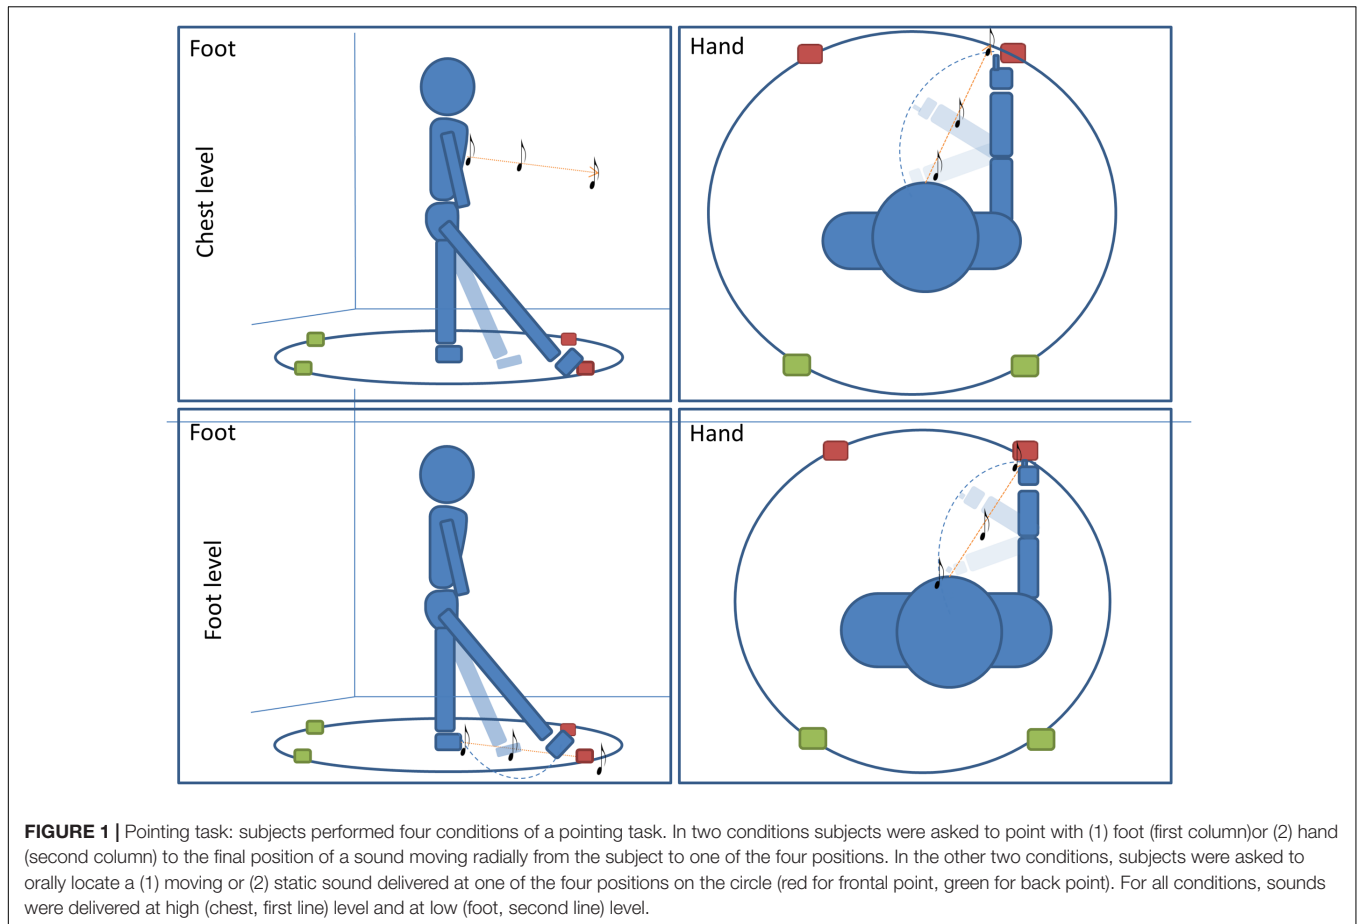 Foot
Chest level
Hand
Foot
Foot level
Hand
FIGURE 1 | Pointing task: subjects performed four conditions of a pointing task. In two conditions subjects were asked to point with (1) foot (first column)or (2) hand
(second column) to the final position of a sound moving radially from the subject to one of the four positions. In the other two conditions, subjects were asked to
orally locate a (1) moving or (2) static sound delivered at one of the four positions on the circle (red for frontal point, green for back point). For all conditions, sounds
were delivered at high (chest, first line) level and at low (foot, second line) level.